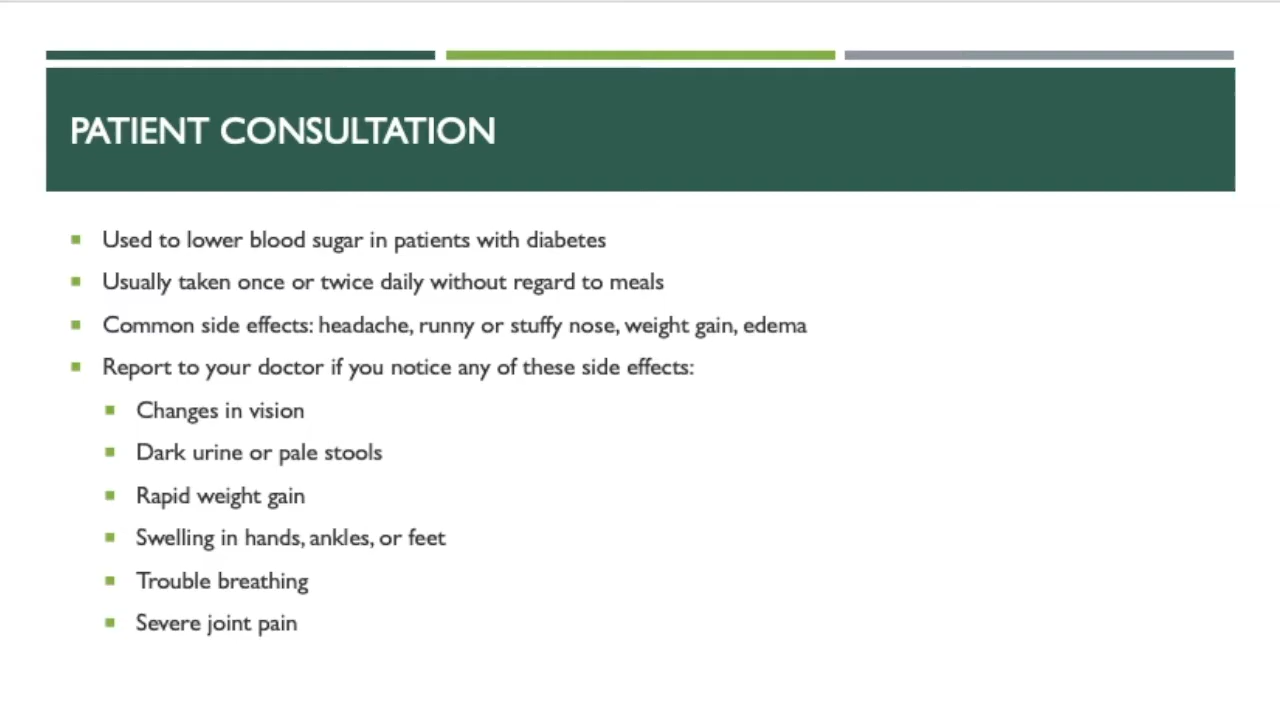 PATIENT CONSULTATION
Used to lower blood sugar in patients with diabetes
Usually taken once or twice daily without regard to meals
Common side effects: headache, runny or stuffy nose, weight gain, edema
Report to your doctor if you notice any of these side effects:
Changes in vision
Dark urine or pale stools
Rapid weight gain
Swelling in hands, ankles, or feet
Trouble breathing
Severe joint pain